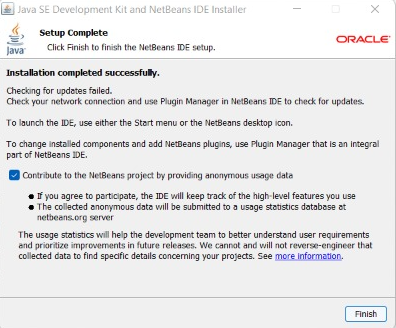 Java SE Development Kit and NetBeans IDE Installer
Java
Setup Complete
Click Finish to finish the NetBeans IDE setup.
ORACLE
Installation completed successfully.
Checking for updates failed.
Check your network connection and use Plugin Manager in NetBeans IDE to check for updates.
To launch the IDE, use either the Start menu or the NetBeans desktop icon.
To change installed components and add NetBeans plugins, use Plugin Manager that is an integral
part of NetBeans IDE.
Contribute to the NetBeans project by providing anonymous usage data
● If you agree to participate, the IDE will keep track of the high-level features you use
● The collected anonymous data will be submitted to a usage statistics database at
netbeans.org server
The usage statistics will help the development team to better understand user requirements
and prioritize improvements in future releases. We cannot and will not reverse-engineer that
collected data to find specific details concerning your projects. See more information.
Finish